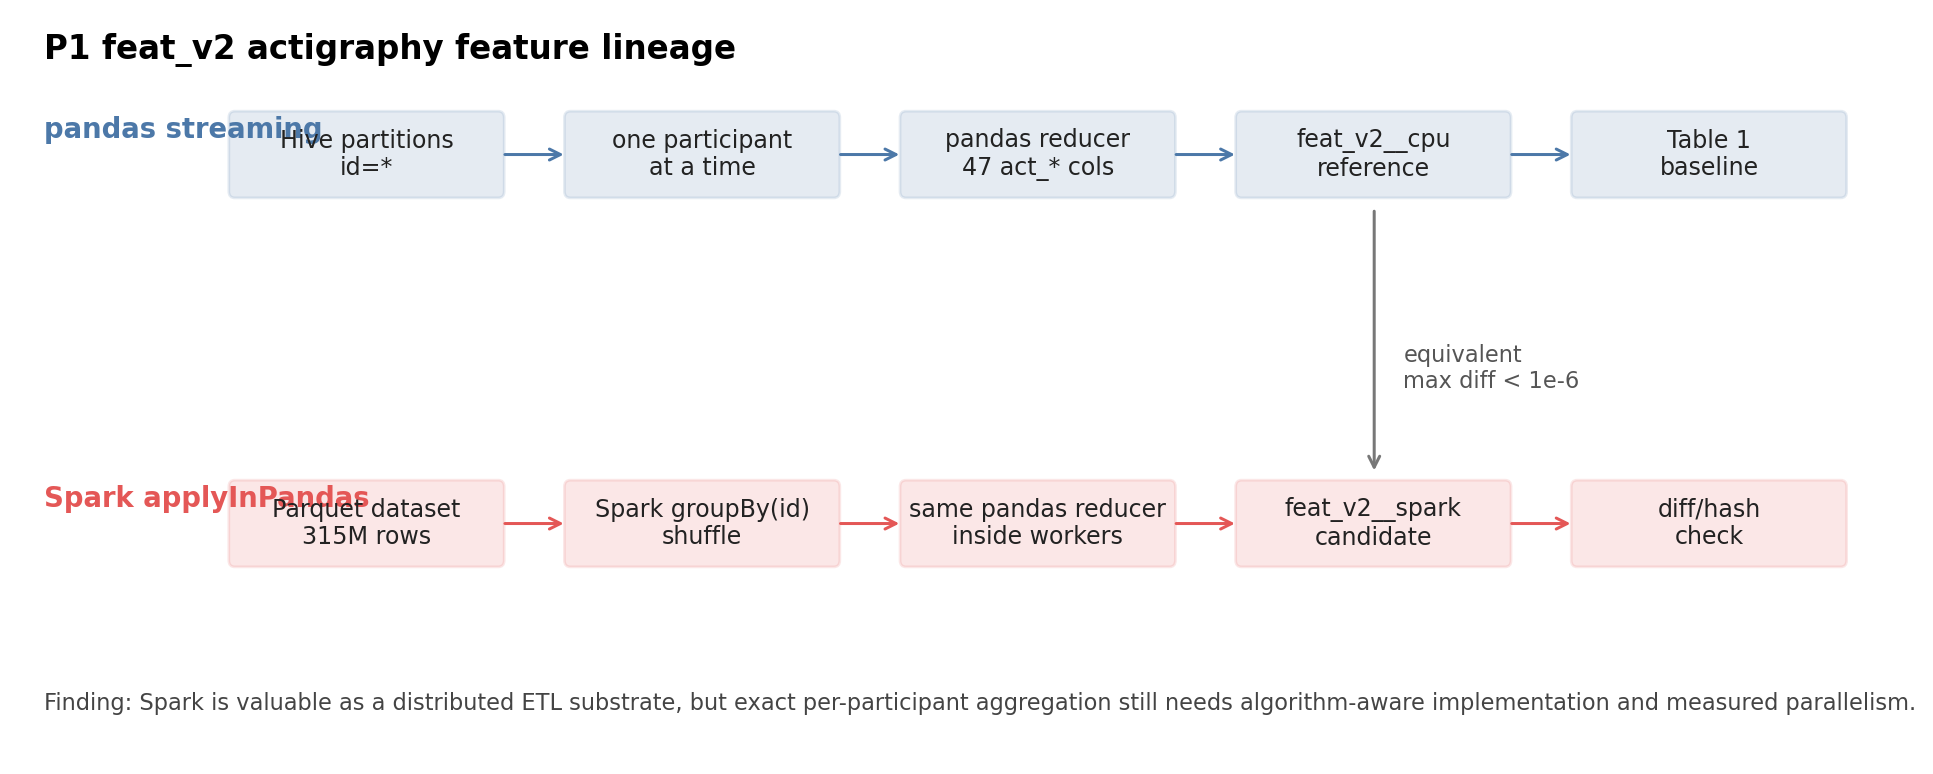 P1 feat_v2 actigraphy feature lineage
pandas streaming
Hive partitions
id=*
one participant
at a time
pandas reducer
47 act_* cols
feat_v2__cpu
reference
Table 1
baseline
equivalent
max diff < 1e-6
Spark applyInPandas
Parquet dataset
315M rows
Spark groupBy(id)
shuffle
same pandas reducer
inside workers
feat_v2__spark
candidate
diff/hash
check
Finding: Spark is valuable as a distributed ETL substrate, but exact per-participant aggregation still needs algorithm-aware implementation and measured parallelism.